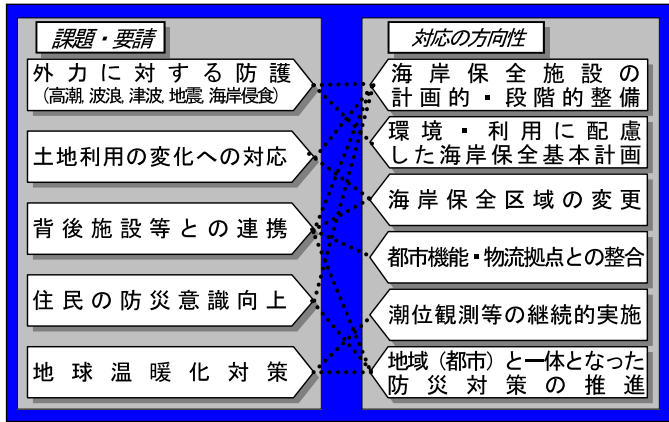 課題・要請
外力に対する防護
(高潮,波浪,津波,地震,海岸侵食)
土地利用の変化への対応
背後施設等との連携
住民の防災意識向上
地球温暖化対策
対応の方向性
海岸保全施設の
計画的・段階的整備
環境・利用に配慮
した海岸保全基本計画
海岸保全区域の変更
都市機能・物流拠点との整合
潮位観測等の継続的実施
地域（都市）と一体となった
防災対策の推進